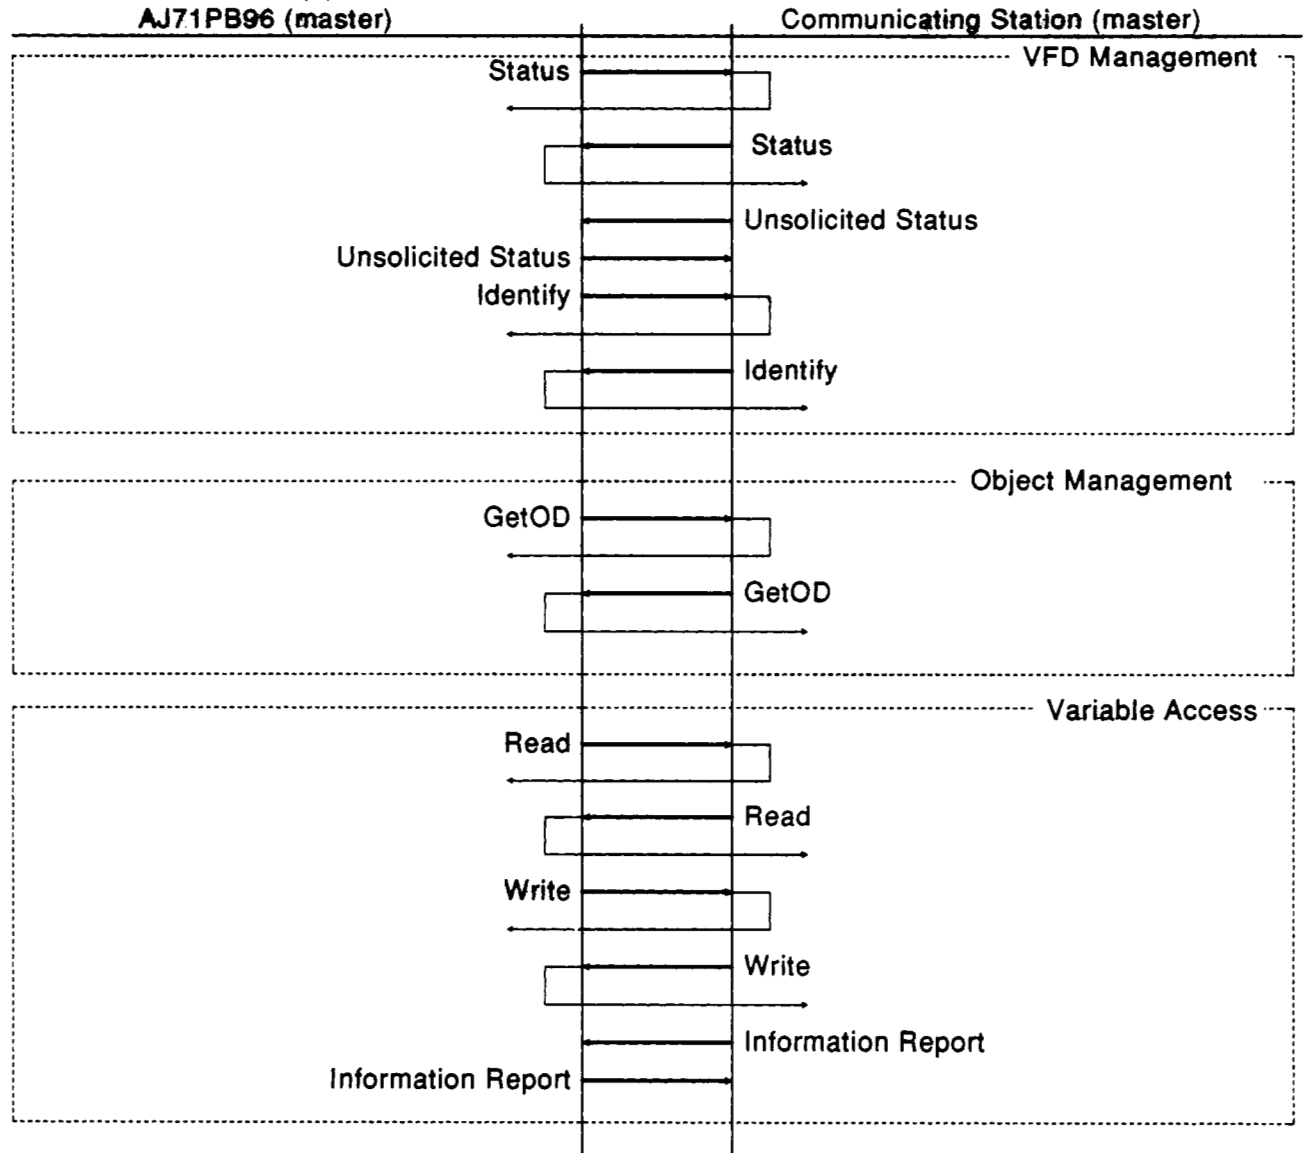 AJ71PB96 (master)
Communicating Station (master)
VFD Management
Status
Status
Unsolicited Status
Unsolicited Status
Identify
Identify
Object Management
GetOD
GetOD
Variable Access
Read
Read
Write
Write
Information Report
Information Report